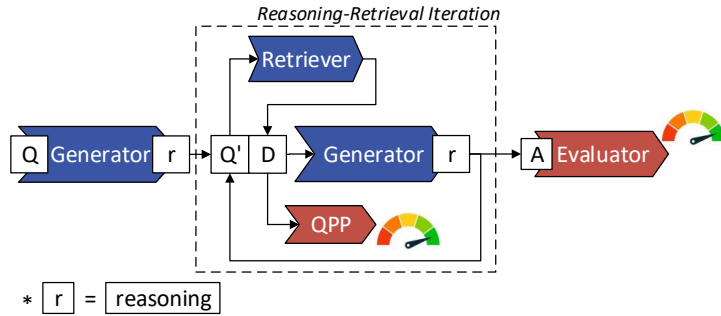 Reasoning-Retrieval Iteration
Retriever
Q Generator r Q' D Generator r A Evaluator
QPP
* r = reasoning